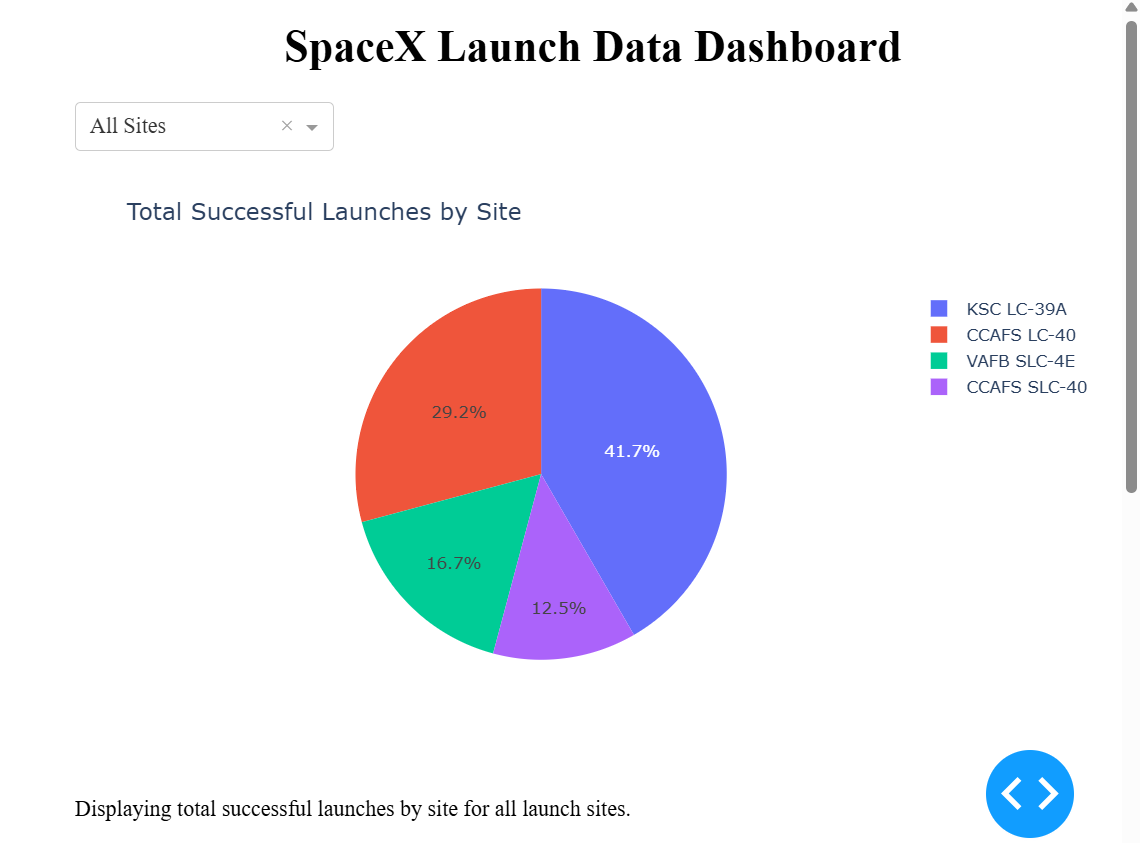 SpaceX Launch Data Dashboard
All Sites ×
Total Successful Launches by Site
KSC LC-39A
CCAFS LC-40
VAFB SLC-4E
CCAFS SLC-40
29.2%
41.7%
16.7%
12.5%
Displaying total successful launches by site for all launch sites.